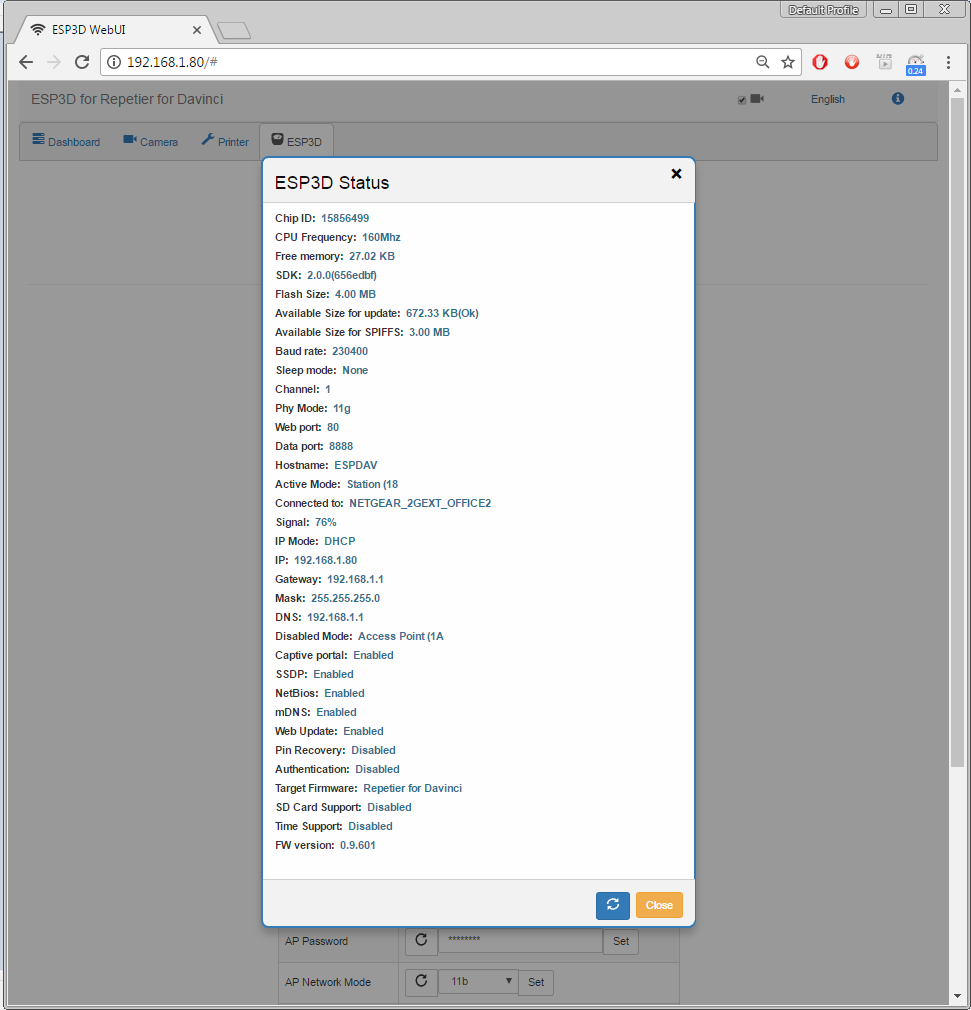 Default Profile
ESP3D WebUI
192.168.1.80/#
0.24
ESP3D for Repetier for Davinci
English
Dashboard Camera Printer ESP3D
ESP3D Status
Chip ID: 15856499
CPU Frequency: 160Mhz
Free memory: 27.02 KB
SDK: 2.0.0(656edbf)
Flash Size: 4.00 MB
Available Size for update: 672.33 KB(Ok)
Available Size for SPIFFS: 3.00 MB
Baud rate: 230400
Sleep mode: None
Channel: 1
Phy Mode: 11g
Web port: 80
Data port: 8888
Hostname: ESPDAV
Active Mode: Station (18
Connected to: NETGEAR_2GEXT_OFFICE2
Signal: 76%
IP Mode: DHCP
IP: 192.168.1.80
Gateway: 192.168.1.1
Mask: 255.255.255.0
DNS: 192.168.1.1
Disabled Mode: Access Point (1A
Captive portal: Enabled
SSDP: Enabled
NetBios: Enabled
mDNS: Enabled
Web Update: Enabled
Pin Recovery: Disabled
Authentication: Disabled
Target Firmware: Repetier for Davinci
SD Card Support: Disabled
Time Support: Disabled
FW version: 0.9.601
Close
AP Password ******** Set
AP Network Mode 11b Set